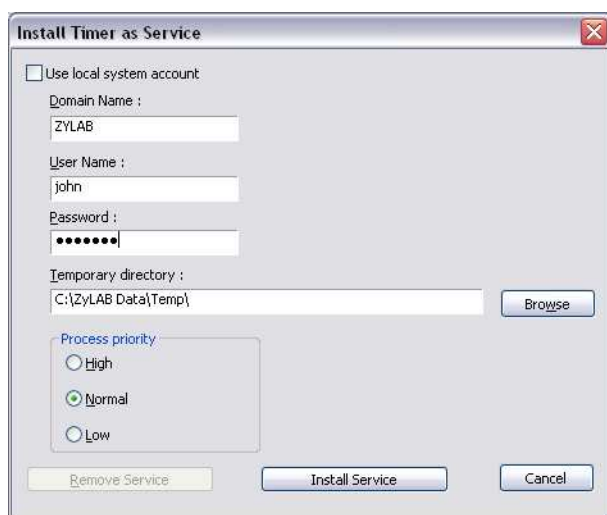 Install Timer as Service
Use local system account
Domain Name :
ZYLAB
User Name :
john
Password :
●●●●●●●
Temporary directory :
C:\ZyLAB Data\Temp\
Browse
Process priority
High
Normal
Low
Remove Service
Install Service
Cancel